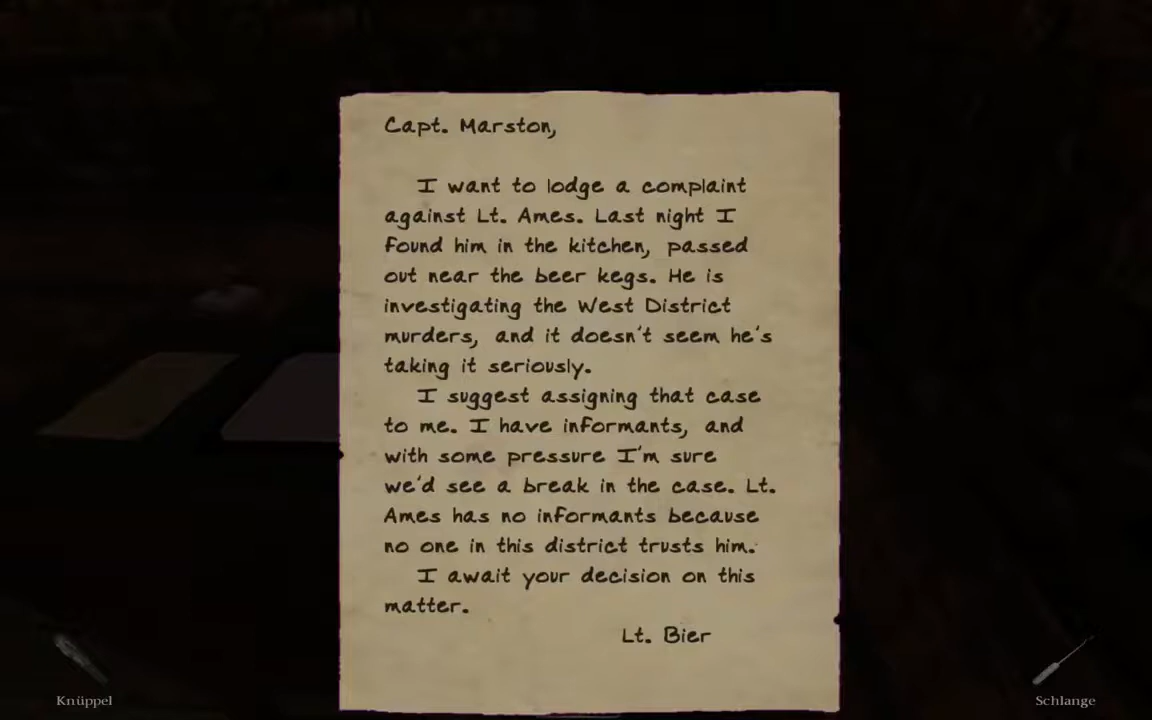 Capt. Marston,
I want to lodge a complaint
against Lt. Ames. Last night I
found him in the kitchen, passed
out near the beer kegs. He is
investigating the West District
murders, and it doesn't seem he's
taking it seriously.
I suggest assigning that case
to me. I have informants, and
with some pressure I'm sure
we'd see a break in the case. Lt.
Ames has no informants because
no one in this district trusts him.
I await your decision on this
matter.
Lt. Bier
Knüppel
Schlange